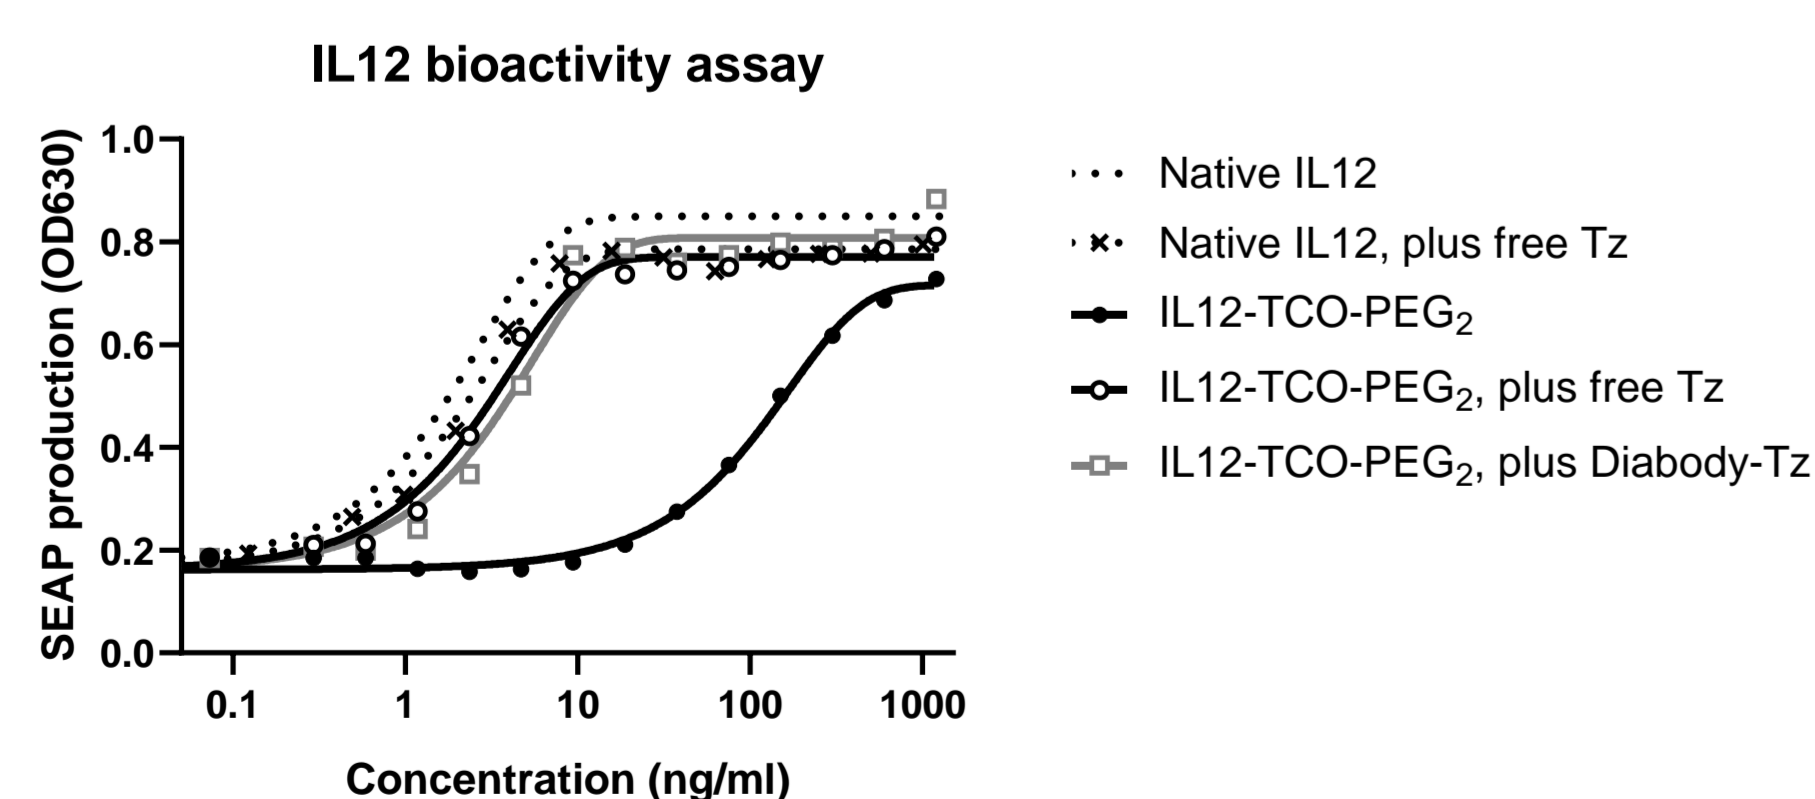 IL12 bioactivity assay
SEAP production (OD630)
1.0
0.8
0.6
0.4
0.2
0.0
0.1 1 10 100 1000
Concentration (ng/ml)
Native IL12
Native IL12, plus free Tz
IL12-TCO-PEG₂
IL12-TCO-PEG₂, plus free Tz
IL12-TCO-PEG₂, plus Diabody-Tz